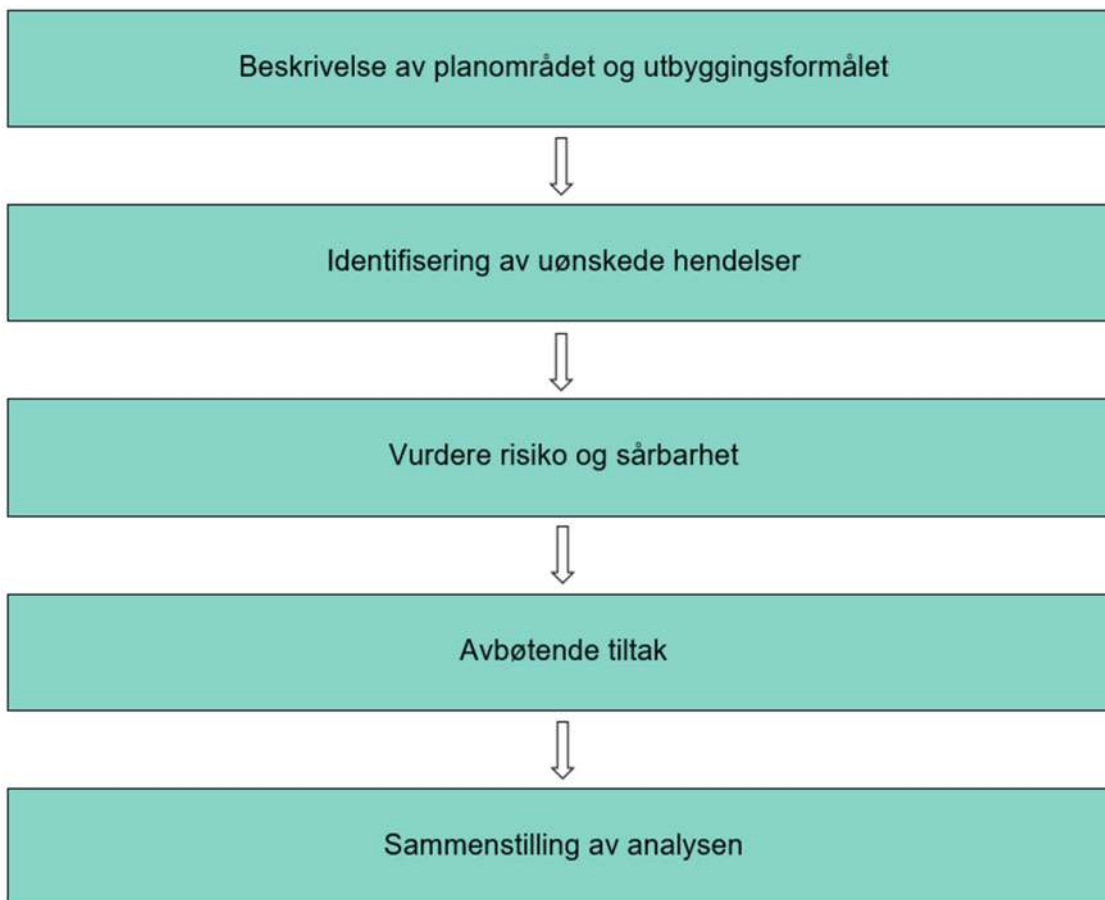 Beskrivelse av planområdet og utbyggingsformålet
Identifisering av uønskede hendelser
Vurdere risiko og sårbarhet
Avbøtende tiltak
Sammenstilling av analysen